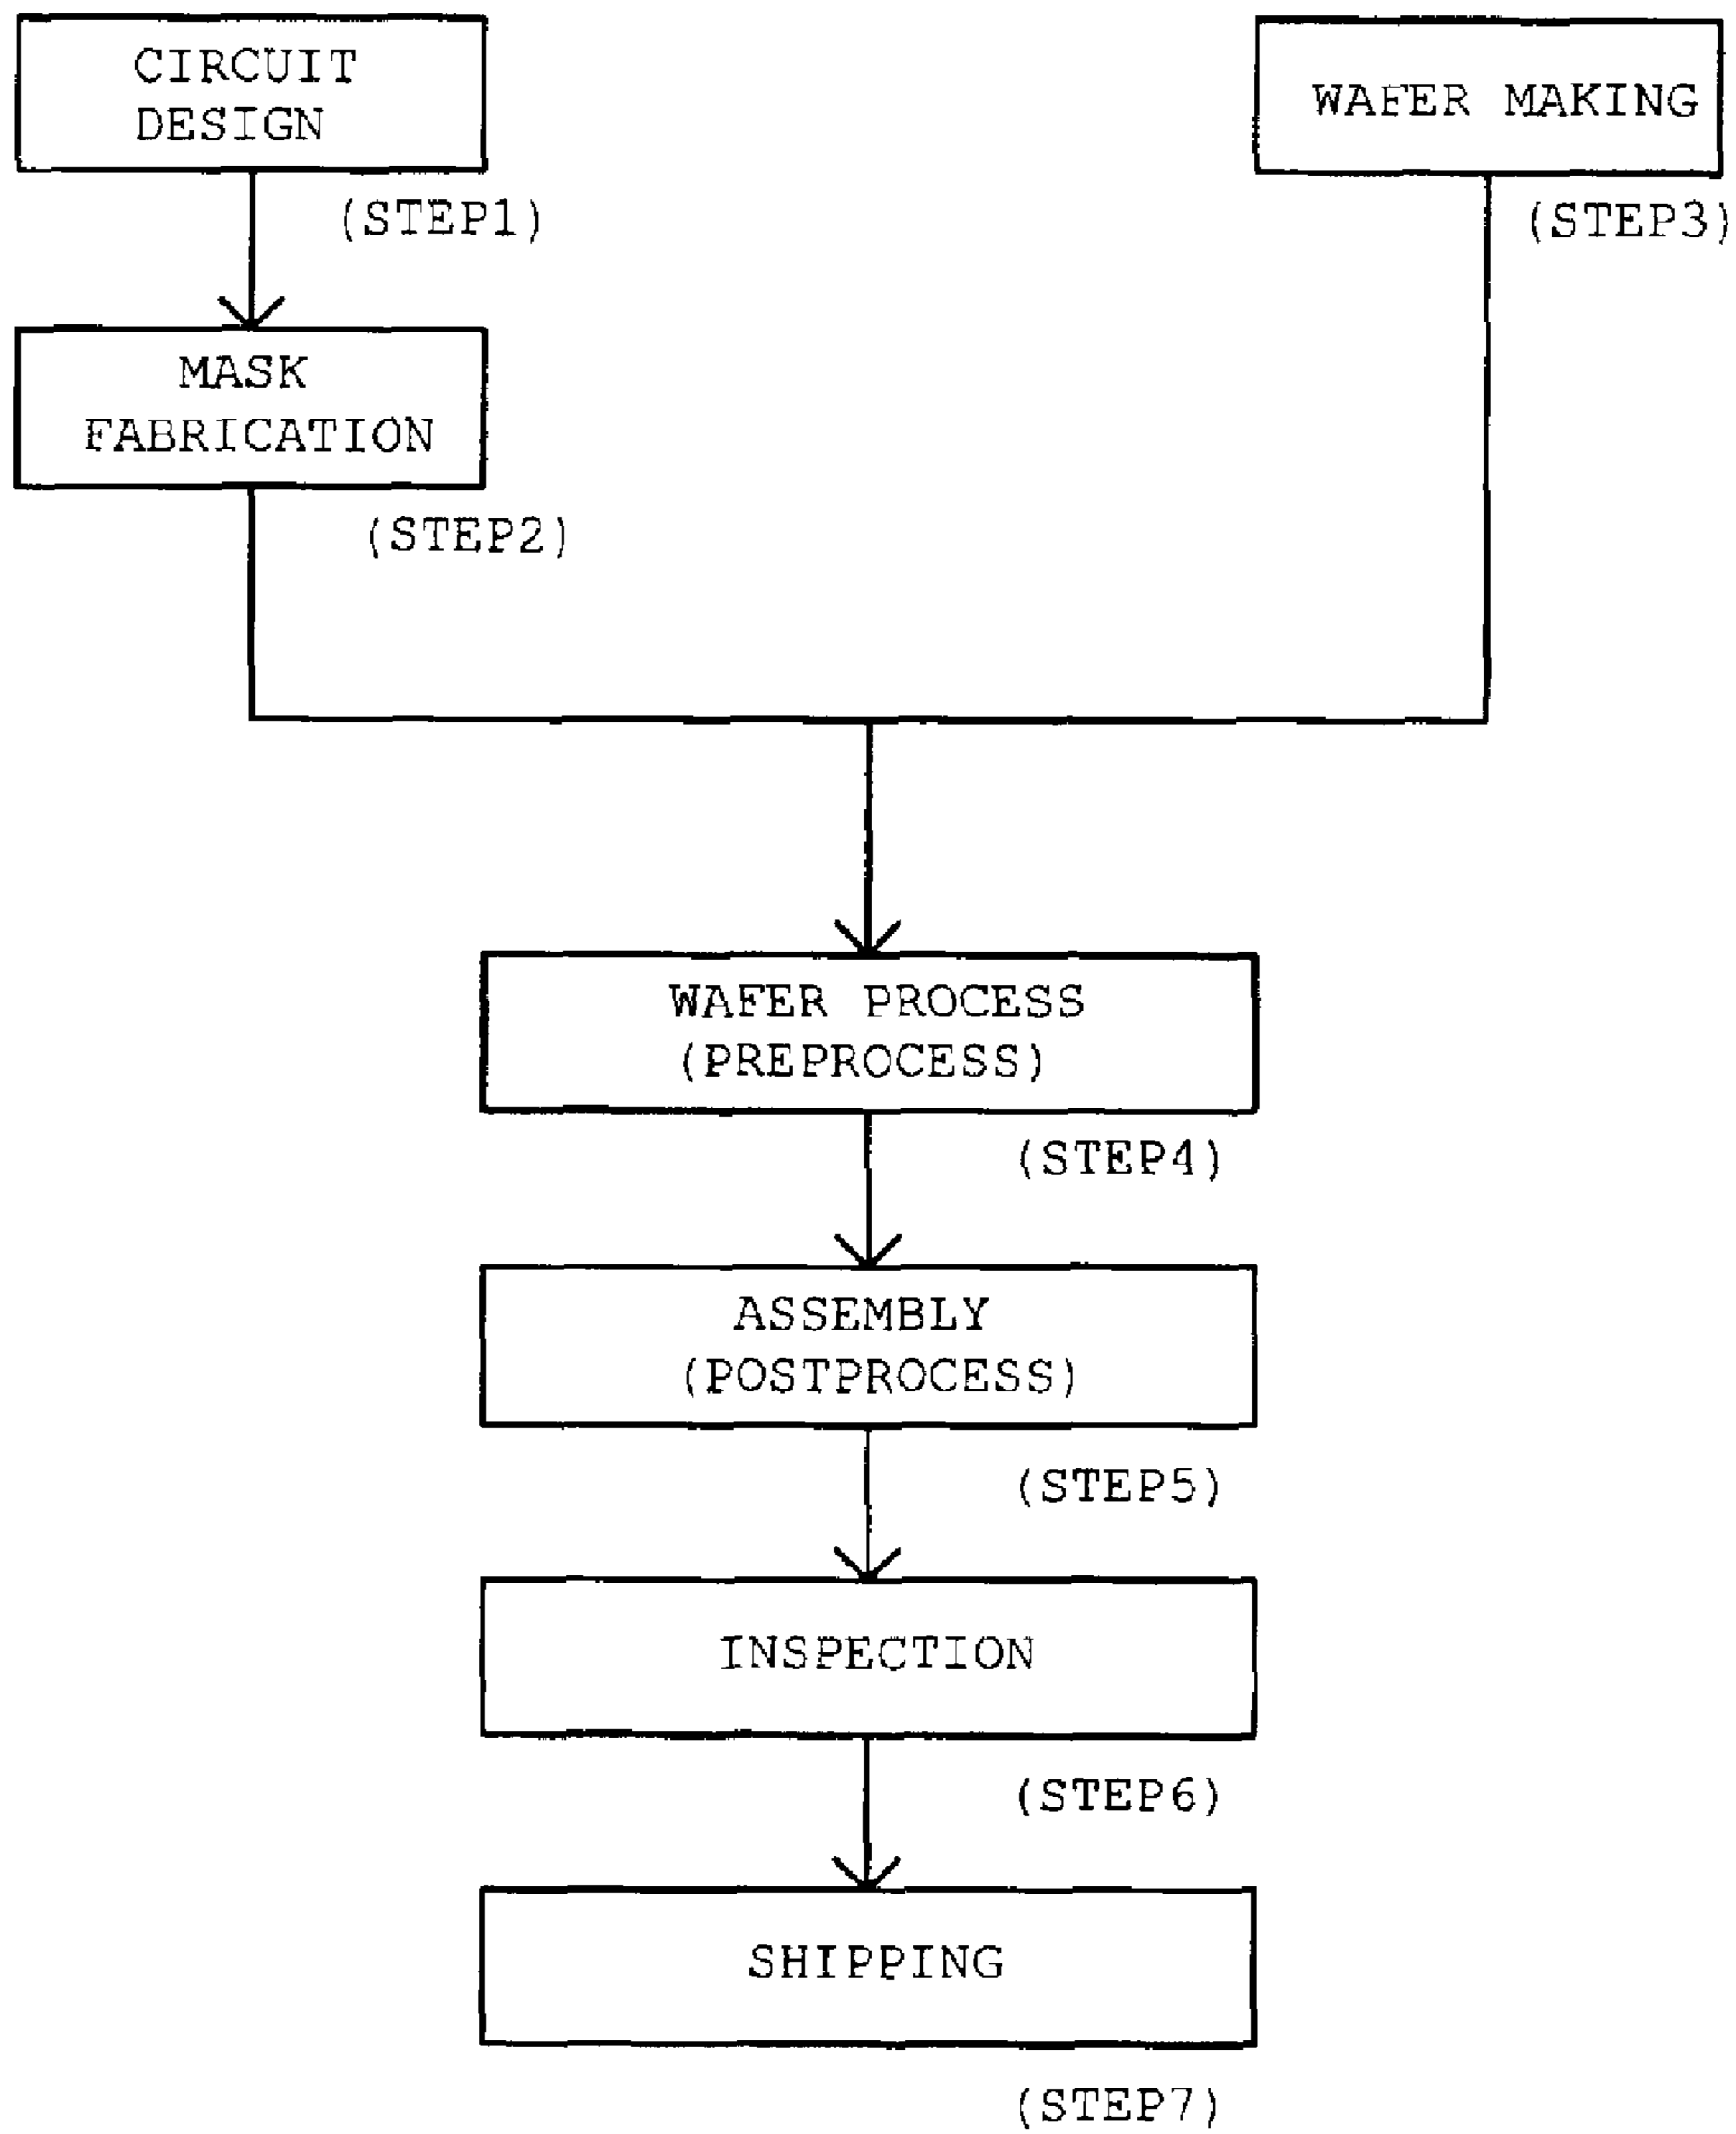 CIRCUIT
DESIGN
(STEP1)
MASK
FABRICATION
(STEP2)
WAFER MAKING
(STEP3)
WAFER PROCESS
(PREPROCESS)
(STEP4)
ASSEMBLY
(POSTPROCESS)
(STEP5)
INSPECTION
(STEP6)
SHIPPING
(STEP7)